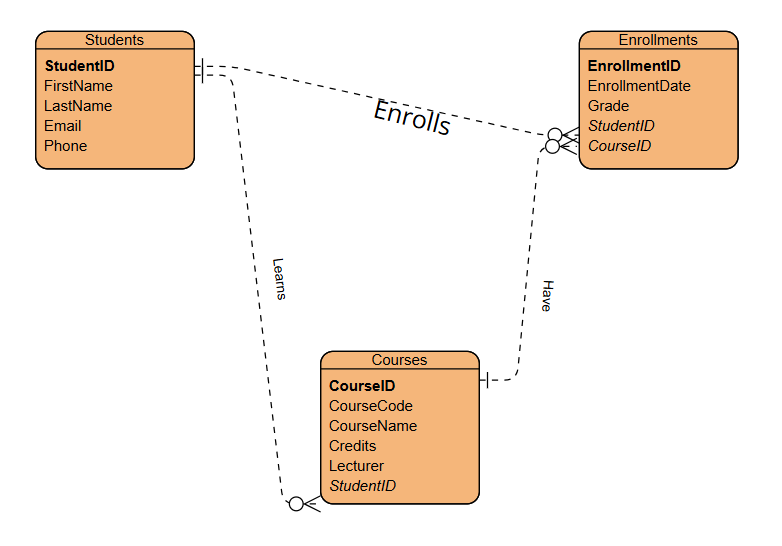 Students
StudentID
FirstName
LastName
Email
Phone
Enrolls
Enrollments
EnrollmentID
EnrollmentDate
Grade
StudentID
CourseID
Learns
Have
Courses
CourseID
CourseCode
CourseName
Credits
Lecturer
StudentID